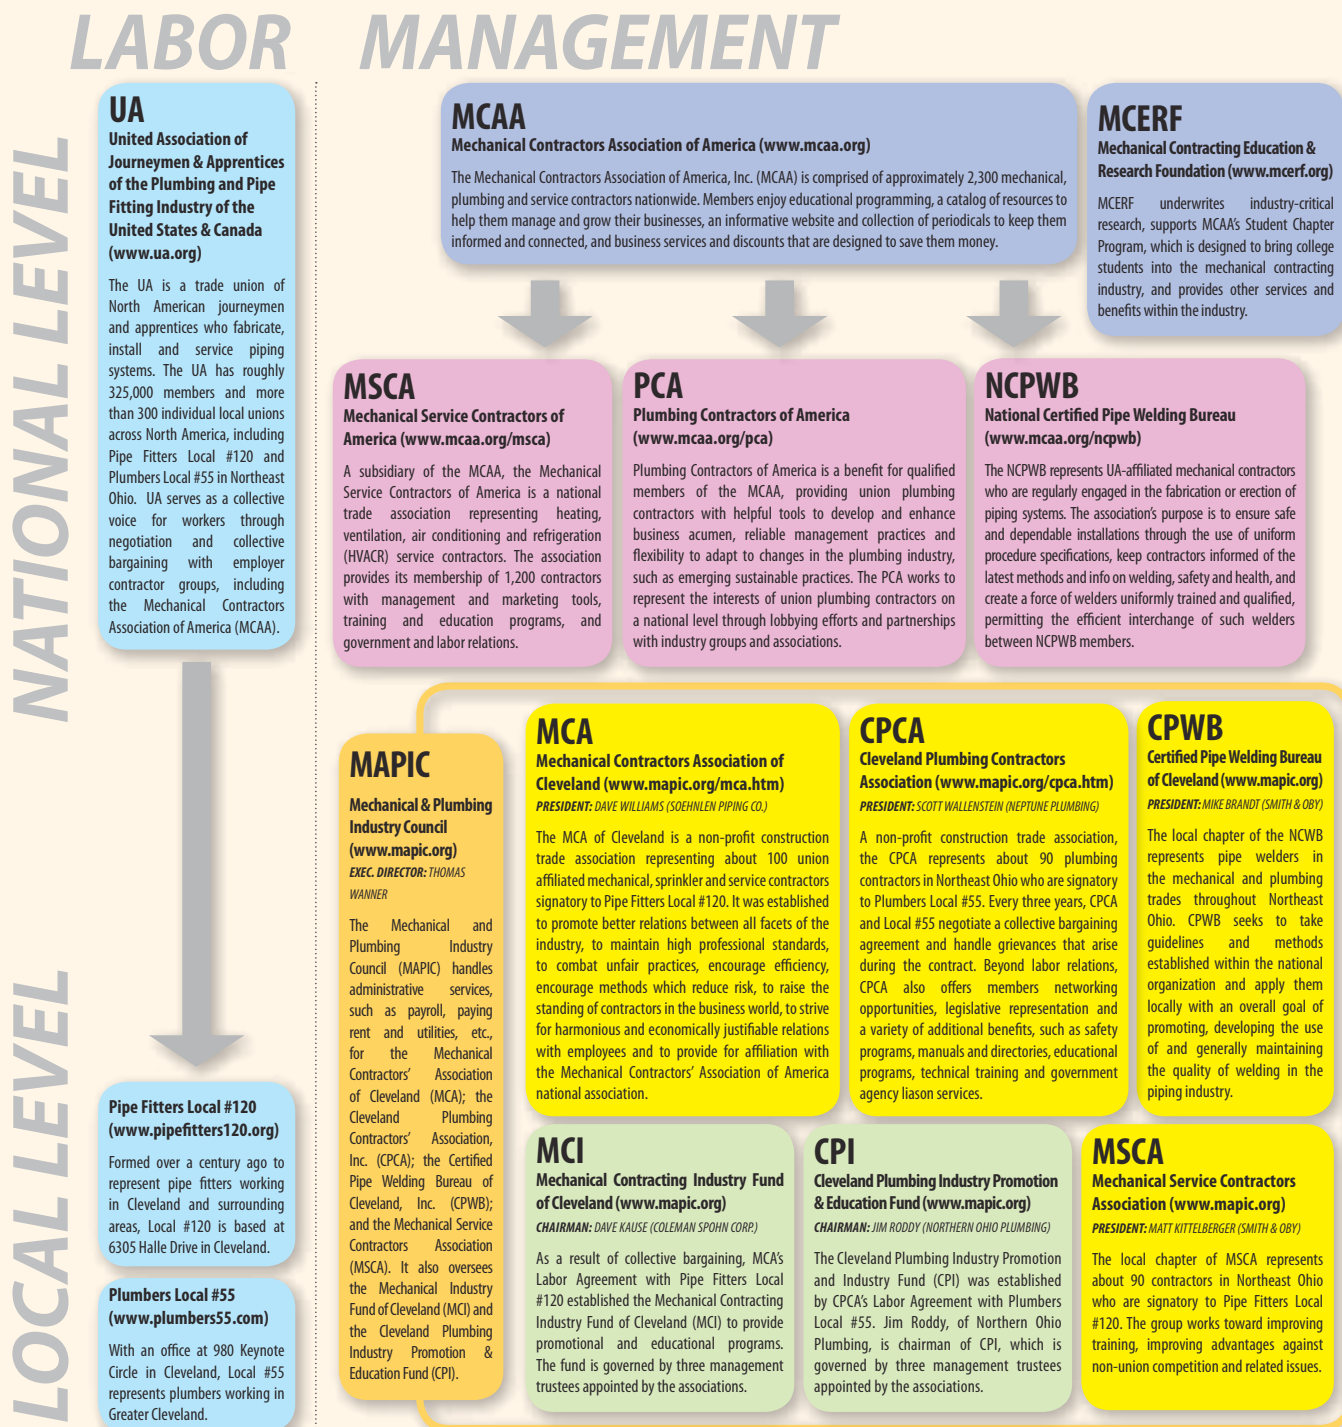 LABOR
MANAGEMENT
NATIONAL LEVEL
LOCAL LEVEL
UA
United Association of
Journeymen & Apprentices
of the Plumbing and Pipe
Fitting Industry of the
United States & Canada
(www.ua.org)
The UA is a trade union of
North American journeymen
and apprentices who fabricate,
install and service piping
systems. The UA has roughly
325,000 members and more
than 300 individual local unions
across North America, including
Pipe Fitters Local #120 and
Plumbers Local #55 in Northeast
Ohio. UA serves as a collective
voice for workers through
negotiation and collective
bargaining with employer
contractor groups, including
the Mechanical Contractors
Association of America (MCAA).
Pipe Fitters Local #120
(www.pipefitters120.org)
Formed over a century ago to
represent pipe fitters working
in Cleveland and surrounding
areas, Local #120 is based at
6305 Halle Drive in Cleveland.
Plumbers Local #55
(www.plumbers55.com)
With an office at 980 Keynote
Circle in Cleveland, Local #55
represents plumbers working in
Greater Cleveland.
MCAA
Mechanical Contractors Association of America (www.mcaa.org)
The Mechanical Contractors Association of America, Inc. (MCAA) is comprised of approximately 2,300 mechanical,
plumbing and service contractors nationwide. Members enjoy educational programming, a catalog of resources to
help them manage and grow their businesses, an informative website and collection of periodicals to keep them
informed and connected, and business services and discounts that are designed to save them money.
MCERF
Mechanical Contracting Education &
Research Foundation (www.mcerf.org)
MCERF underwrites industry-critical
research, supports MCAA's Student Chapter
Program, which is designed to bring college
students into the mechanical contracting
industry, and provides other services and
benefits within the industry.
MSCA
Mechanical Service Contractors of
America (www.mcaa.org/msca)
A subsidiary of the MCAA, the Mechanical
Service Contractors of America is a national
trade association representing heating,
ventilation, air conditioning and refrigeration
(HVACR) service contractors. The association
provides its membership of 1,200 contractors
with management and marketing tools,
training and education programs, and
government and labor relations.
PCA
Plumbing Contractors of America
(www.mcaa.org/pca)
Plumbing Contractors of America is a benefit for qualified
members of the MCAA, providing union plumbing
contractors with helpful tools to develop and enhance
business acumen, reliable management practices and
flexibility to adapt to changes in the plumbing industry,
such as emerging sustainable practices. The PCA works to
represent the interests of union plumbing contractors on
a national level through lobbying efforts and partnerships
with industry groups and associations.
NCPWB
National Certified Pipe Welding Bureau
(www.mcaa.org/ncpwb)
The NCPWB represents UA-affiliated mechanical contractors
who are regularly engaged in the fabrication or erection of
piping systems. The association's purpose is to ensure safe
and dependable installations through the use of uniform
procedure specifications, keep contractors informed of the
latest methods and info on welding, safety and health, and
create a force of welders uniformly trained and qualified,
permitting the efficient interchange of such welders
between NCPWB members.
MAPIC
Mechanical & Plumbing
Industry Council
(www.mapic.org)
EXEC. DIRECTOR: THOMAS
WANNER
The Mechanical and
Plumbing Industry
Council (MAPIC) handles
administrative services,
such as payroll, paying
rent and utilities, etc.,
for the Mechanical
Contractors' Association
of Cleveland (MCA); the
Cleveland Plumbing
Contractors' Association,
Inc. (CPCA); the Certified
Pipe Welding Bureau of
Cleveland, Inc. (CPWB);
and the Mechanical Service
Contractors Association
(MSCA). It also oversees
the Mechanical Industry
Fund of Cleveland (MCI) and
the Cleveland Plumbing
Industry Promotion &
Education Fund (CPI).
MCA
Mechanical Contractors Association of
Cleveland (www.mapic.org/mca.htm)
PRESIDENT: DAVE WILLIAMS (SOEHNLEN PIPING CO.)
The MCA of Cleveland is a non-profit construction
trade association representing about 100 union
affiliated mechanical, sprinkler and service contractors
signatory to Pipe Fitters Local #120. It was established
to promote better relations between all facets of the
industry, to maintain high professional standards,
to combat unfair practices, encourage efficiency,
encourage methods which reduce risk, to raise the
standing of contractors in the business world, to strive
for harmonious and economically justifiable relations
with employees and to provide for affiliation with
the Mechanical Contractors' Association of America
national association.
CPCA
Cleveland Plumbing Contractors
Association (www.mapic.org/cpca.htm)
PRESIDENT: SCOTT WALLENSTEIN (NEPTUNE PLUMBING)
A non-profit construction trade association,
the CPCA represents about 90 plumbing
contractors in Northeast Ohio who are signatory
to Plumbers Local #55. Every three years, CPCA
and Local #55 negotiate a collective bargaining
agreement and handle grievances that arise
during the contract. Beyond labor relations,
CPCA also offers members networking
opportunities, legislative representation and
a variety of additional benefits, such as safety
programs, manuals and directories, educational
programs, technical training and government
agency liason services.
CPWB
Certified Pipe Welding Bureau
of Cleveland (www.mapic.org)
PRESIDENT: MIKE BRANDT (SMITH & OBY)
The local chapter of the NCWB
represents pipe welders in
the mechanical and plumbing
trades throughout Northeast
Ohio. CPWB seeks to take
guidelines and methods
established within the national
organization and apply them
locally with an overall goal of
promoting, developing the use
of and generally maintaining
the quality of welding in the
piping industry.
MCI
Mechanical Contracting Industry Fund
of Cleveland (www.mapic.org)
CHAIRMAN: DAVE KAUSE (COLEMAN SPOHN CORP.)
As a result of collective bargaining, MCA's
Labor Agreement with Pipe Fitters Local
#120 established the Mechanical Contracting
Industry Fund of Cleveland (MCI) to provide
promotional and educational programs.
The fund is governed by three management
trustees appointed by the associations.
CPI
Cleveland Plumbing Industry Promotion
& Education Fund (www.mapic.org)
CHAIRMAN: JIM RODDY (NORTHERN OHIO PLUMBING)
The Cleveland Plumbing Industry Promotion
and Industry Fund (CPI) was established
by CPCA's Labor Agreement with Plumbers
Local #55. Jim Roddy, of Northern Ohio
Plumbing, is chairman of CPI, which is
governed by three management trustees
appointed by the associations.
MSCA
Mechanical Service Contractors
Association (www.mapic.org)
PRESIDENT: MATT KITTELBERGER (SMITH & OBY)
The local chapter of MSCA represents
about 90 contractors in Northeast Ohio
who are signatory to Pipe Fitters Local
#120. The group works toward improving
training, improving advantages against
non-union competition and related issues.